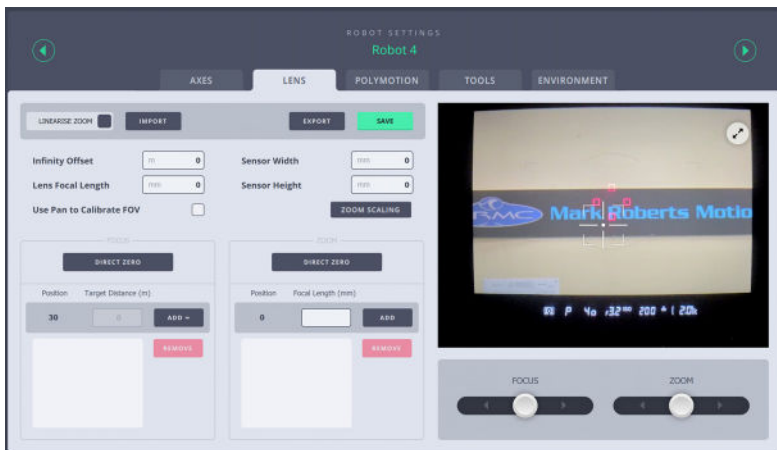 ROBOT SETTINGS
Robot 4
AXES
LENS
POLYMOTION
TOOLS
ENVIRONMENT
LINEARISE ZOOM
IMPORT
EXPORT
SAVE
Infinity Offset
m 0
Sensor Width
mm 0
Lens Focal Length
mm 0
Sensor Height
mm 0
Use Pan to Calibrate FOV
ZOOM SCALING
FOCUS
DIRECT ZERO
Position Target Distance (m)
30 0 ADD
REMOVE
ZOOM
DIRECT ZERO
Position Focal Length (mm)
0 ADD
REMOVE
RMC Mark Roberts Motio
P 200
FOCUS
ZOOM